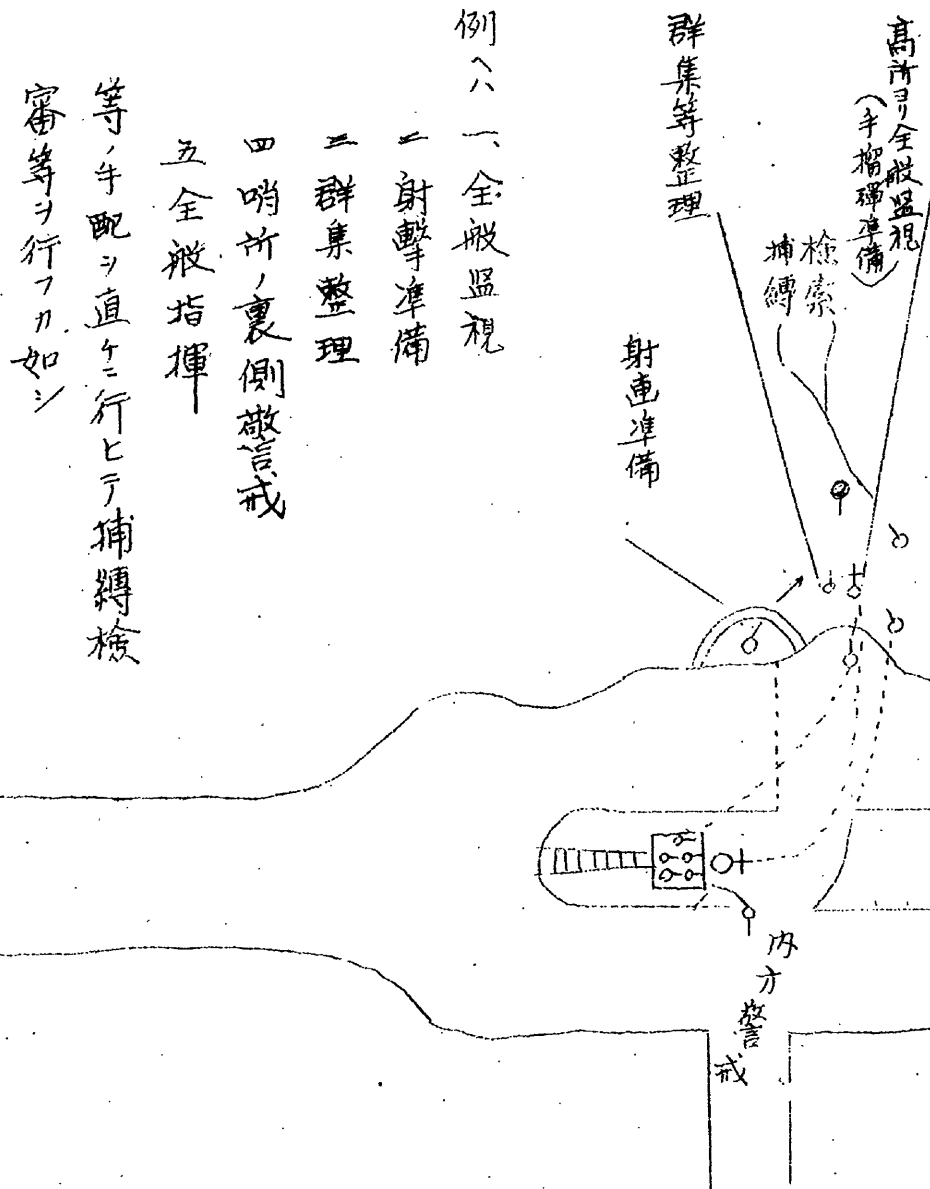 高所ヨリ全般監視
(手榴彈準備)
検索
捕縛
群集等整理
射撃準備
例ヘハ 一、全般監視
二 射撃準備
三 群集整理
四 哨所ノ裏側警戒
五 全般指揮
等ノ手配ヲ直ケニ行ヒテ捕縛檢
審等ヲ行フカ如シ
内方警戒